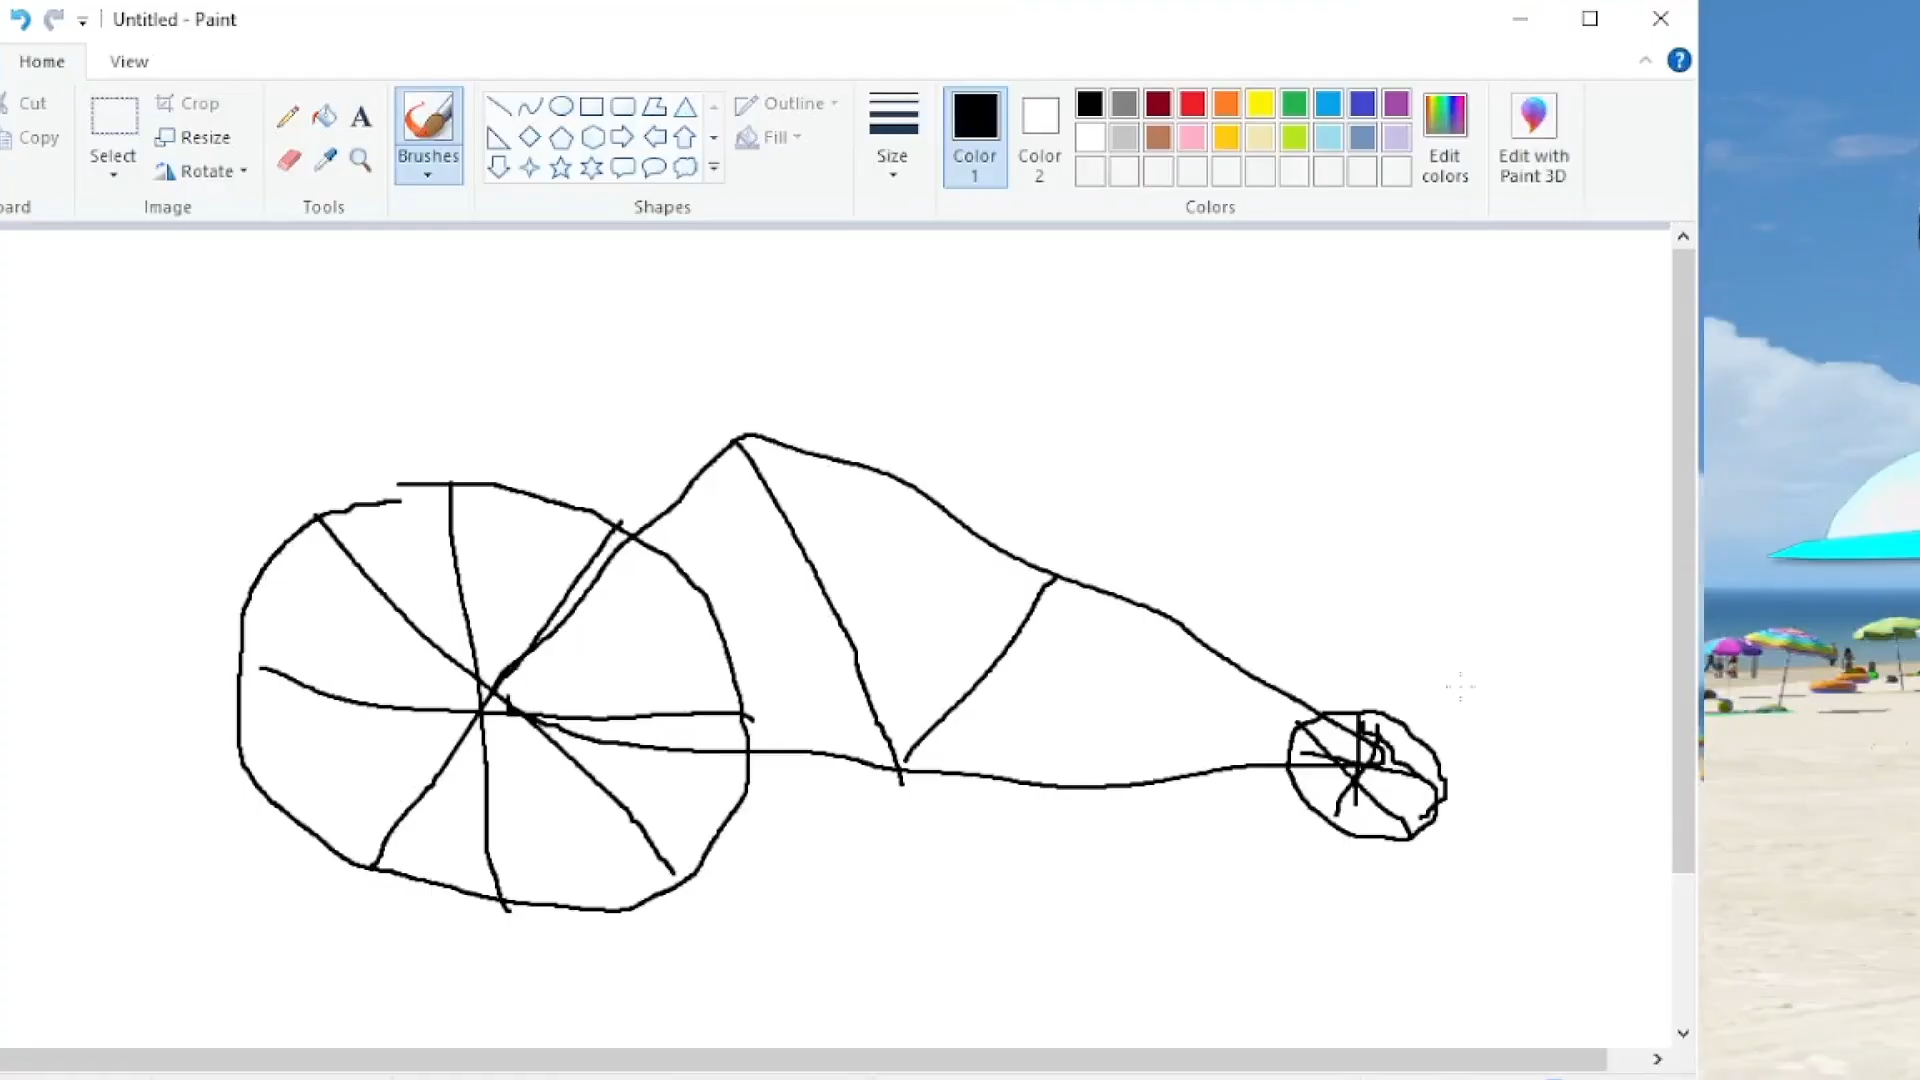 Untitled - Paint
Home View
Cut
Copy
Select
Crop
Resize
Rotate
A
Brushes
Outline
Fill
Size
Color 1
Color 2
Edit colors
Edit with Paint 3D
?
Image
Tools
Shapes
Colors